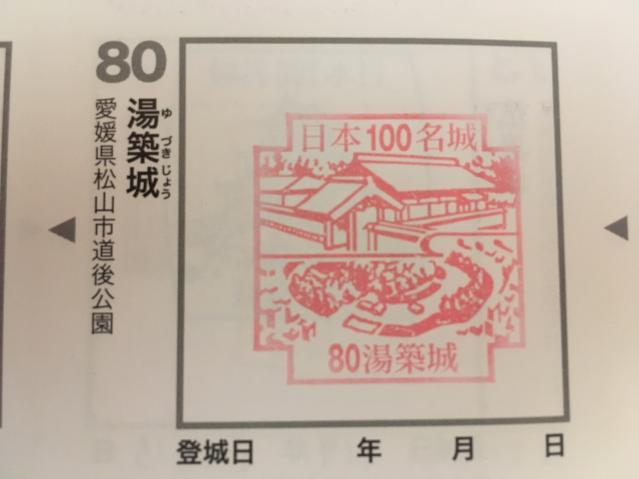 80
湯築城
ゆづきじょう
愛媛県松山市道後公園
日本100名城
80湯築城
登城日 年 月 日